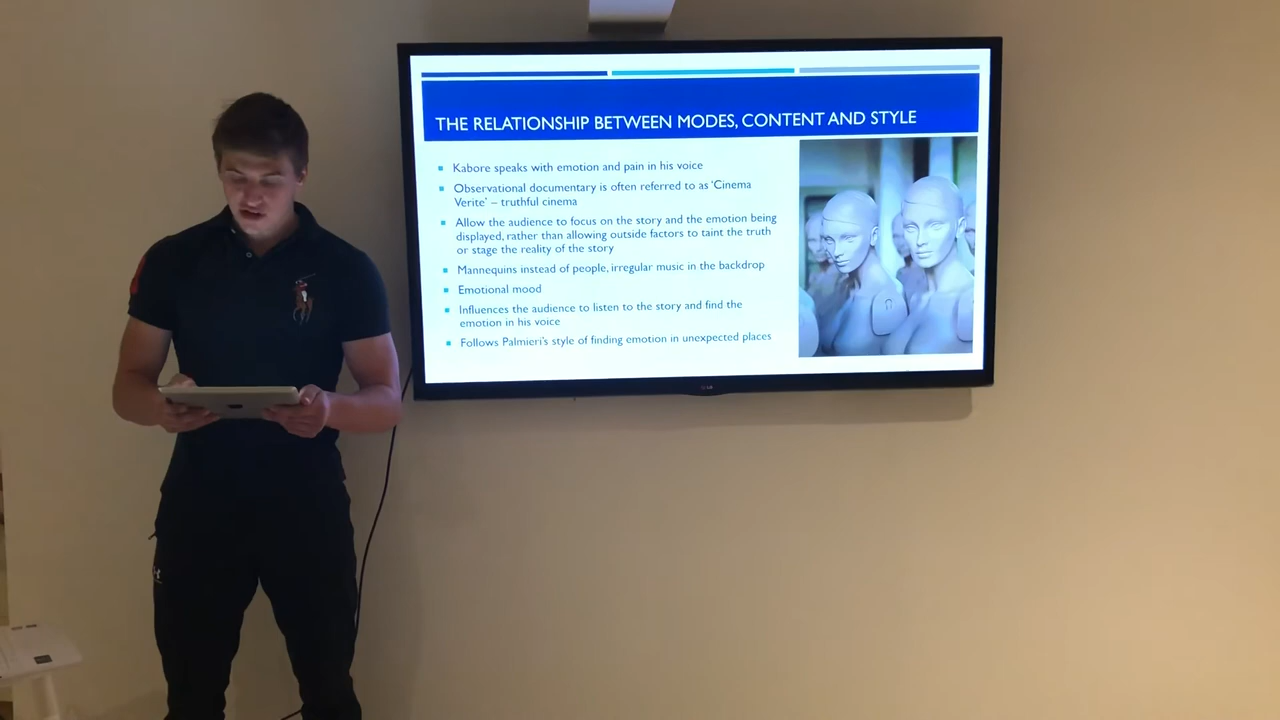 THE RELATIONSHIP BETWEEN MODES, CONTENT AND STYLE
Kabore speaks with emotion and pain in his voice
Observational documentary is often referred to as 'Cinema
Verite' – truthful cinema
Allow the audience to focus on the story and the emotion being
displayed, rather than allowing outside factors to taint the truth
or stage the reality of the story
Mannequins instead of people, irregular music in the backdrop
Emotional mood
Influences the audience to listen to the story and find the
emotion in his voice
Follows Palmieri's style of finding emotion in unexpected places
LG